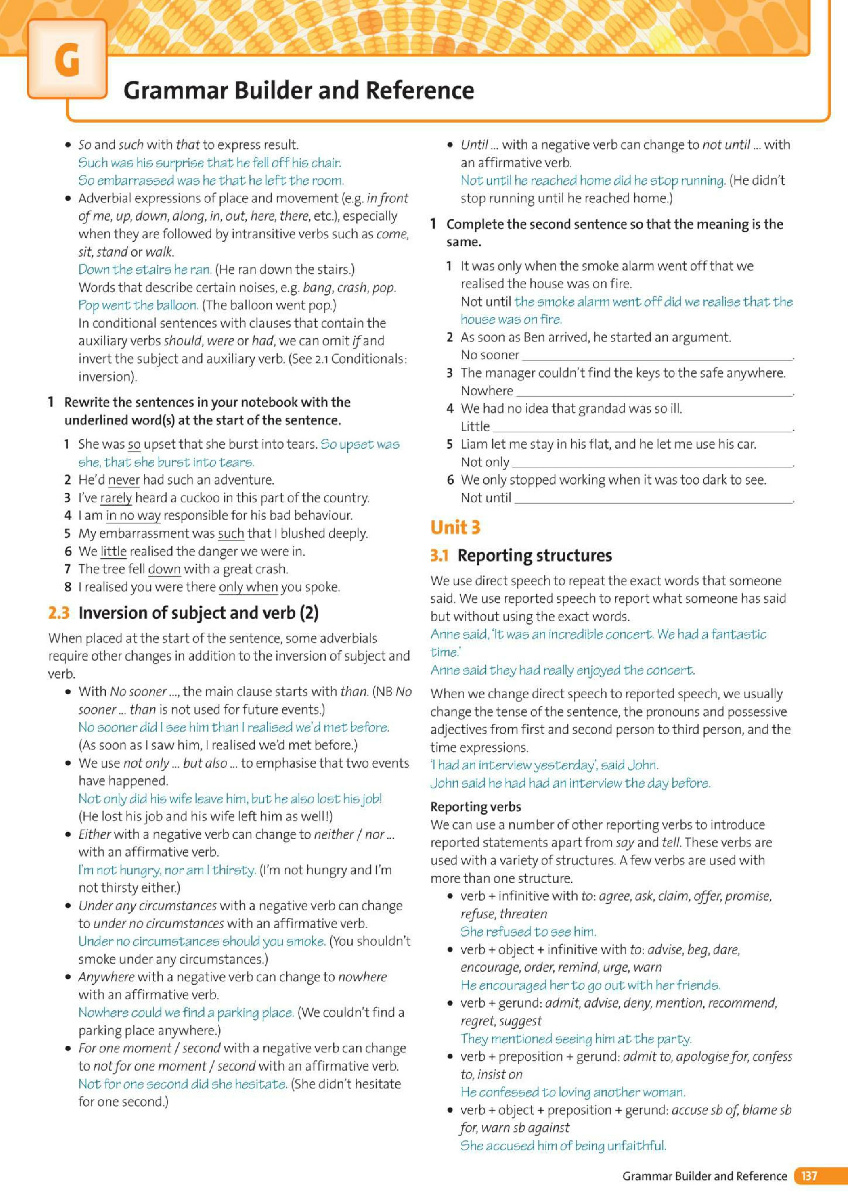 G
Grammar Builder and Reference
• So and such with that to express result.
Such was his surprise that he fell off his chair.
So embarrassed was he that he left the room.
• Adverbial expressions of place and movement (e.g. in front
of me, up, down, along, in, out, here, there, etc.), especially
when they are followed by intransitive verbs such as come,
sit, stand or walk.
Down the stairs he ran. (He ran down the stairs.)
Words that describe certain noises, e.g. bang, crash, pop.
Pop went the balloon. (The balloon went pop.)
In conditional sentences with clauses that contain the
auxiliary verbs should, were or had, we can omit if and
invert the subject and auxiliary verb. (See 2.1 Conditionals:
inversion).
1 Rewrite the sentences in your notebook with the
underlined word(s) at the start of the sentence.
1 She was so upset that she burst into tears. So upset was
she, that she burst into tears.
2 He'd never had such an adventure.
3 I've rarely heard a cuckoo in this part of the country.
4 I am in no way responsible for his bad behaviour.
5 My embarrassment was such that I blushed deeply.
6 We little realised the danger we were in.
7 The tree fell down with a great crash.
8 I realised you were there only when you spoke.
2.3 Inversion of subject and verb (2)
When placed at the start of the sentence, some adverbials
require other changes in addition to the inversion of subject and
verb.
• With No sooner ..., the main clause starts with than. (NB No
sooner ... than is not used for future events.)
No sooner did I see him than I realised we'd met before.
(As soon as I saw him, I realised we'd met before.)
• We use not only ... but also ... to emphasise that two events
have happened.
Not only did his wife leave him, but he also lost his job!
(He lost his job and his wife left him as well!)
• Either with a negative verb can change to neither / nor ...
with an affirmative verb.
I'm not hungry, nor am I thirsty. (I'm not hungry and I'm
not thirsty either.)
• Under any circumstances with a negative verb can change
to under no circumstances with an affirmative verb.
Under no circumstances should you smoke. (You shouldn't
smoke under any circumstances.)
• Anywhere with a negative verb can change to nowhere
with an affirmative verb.
Nowhere could we find a parking place. (We couldn't find a
parking place anywhere.)
• For one moment / second with a negative verb can change
to not for one moment / second with an affirmative verb.
Not for one second did she hesitate. (She didn't hesitate
for one second.)
• Until ... with a negative verb can change to not until ... with
an affirmative verb.
Not until he reached home did he stop running. (He didn't
stop running until he reached home.)
1 Complete the second sentence so that the meaning is the
same.
1 It was only when the smoke alarm went off that we
realised the house was on fire.
Not until the smoke alarm went off did we realise that the
house was on fire.
2 As soon as Ben arrived, he started an argument.
No sooner ____.
3 The manager couldn't find the keys to the safe anywhere.
Nowhere ____.
4 We had no idea that grandad was so ill.
Little ____.
5 Liam let me stay in his flat, and he let me use his car.
Not only ____.
6 We only stopped working when it was too dark to see.
Not until ____.
Unit 3
3.1 Reporting structures
We use direct speech to repeat the exact words that someone
said. We use reported speech to report what someone has said
but without using the exact words.
Anne said, 'It was an incredible concert. We had a fantastic
time.'
Anne said they had really enjoyed the concert.
When we change direct speech to reported speech, we usually
change the tense of the sentence, the pronouns and possessive
adjectives from first and second person to third person, and the
time expressions.
'I had an interview yesterday', said John.
John said he had had an interview the day before.
Reporting verbs
We can use a number of other reporting verbs to introduce
reported statements apart from say and tell. These verbs are
used with a variety of structures. A few verbs are used with
more than one structure.
• verb + infinitive with to: agree, ask, claim, offer, promise,
refuse, threaten
She refused to see him.
• verb + object + infinitive with to: advise, beg, dare,
encourage, order, remind, urge, warn
He encouraged her to go out with her friends.
• verb + gerund: admit, advise, deny, mention, recommend,
regret, suggest
They mentioned seeing him at the party.
• verb + preposition + gerund: admit to, apologise for, confess
to, insist on
He confessed to loving another woman.
• verb + object + preposition + gerund: accuse sb of, blame sb
for, warn sb against
She accused him of being unfaithful.
Grammar Builder and Reference 137